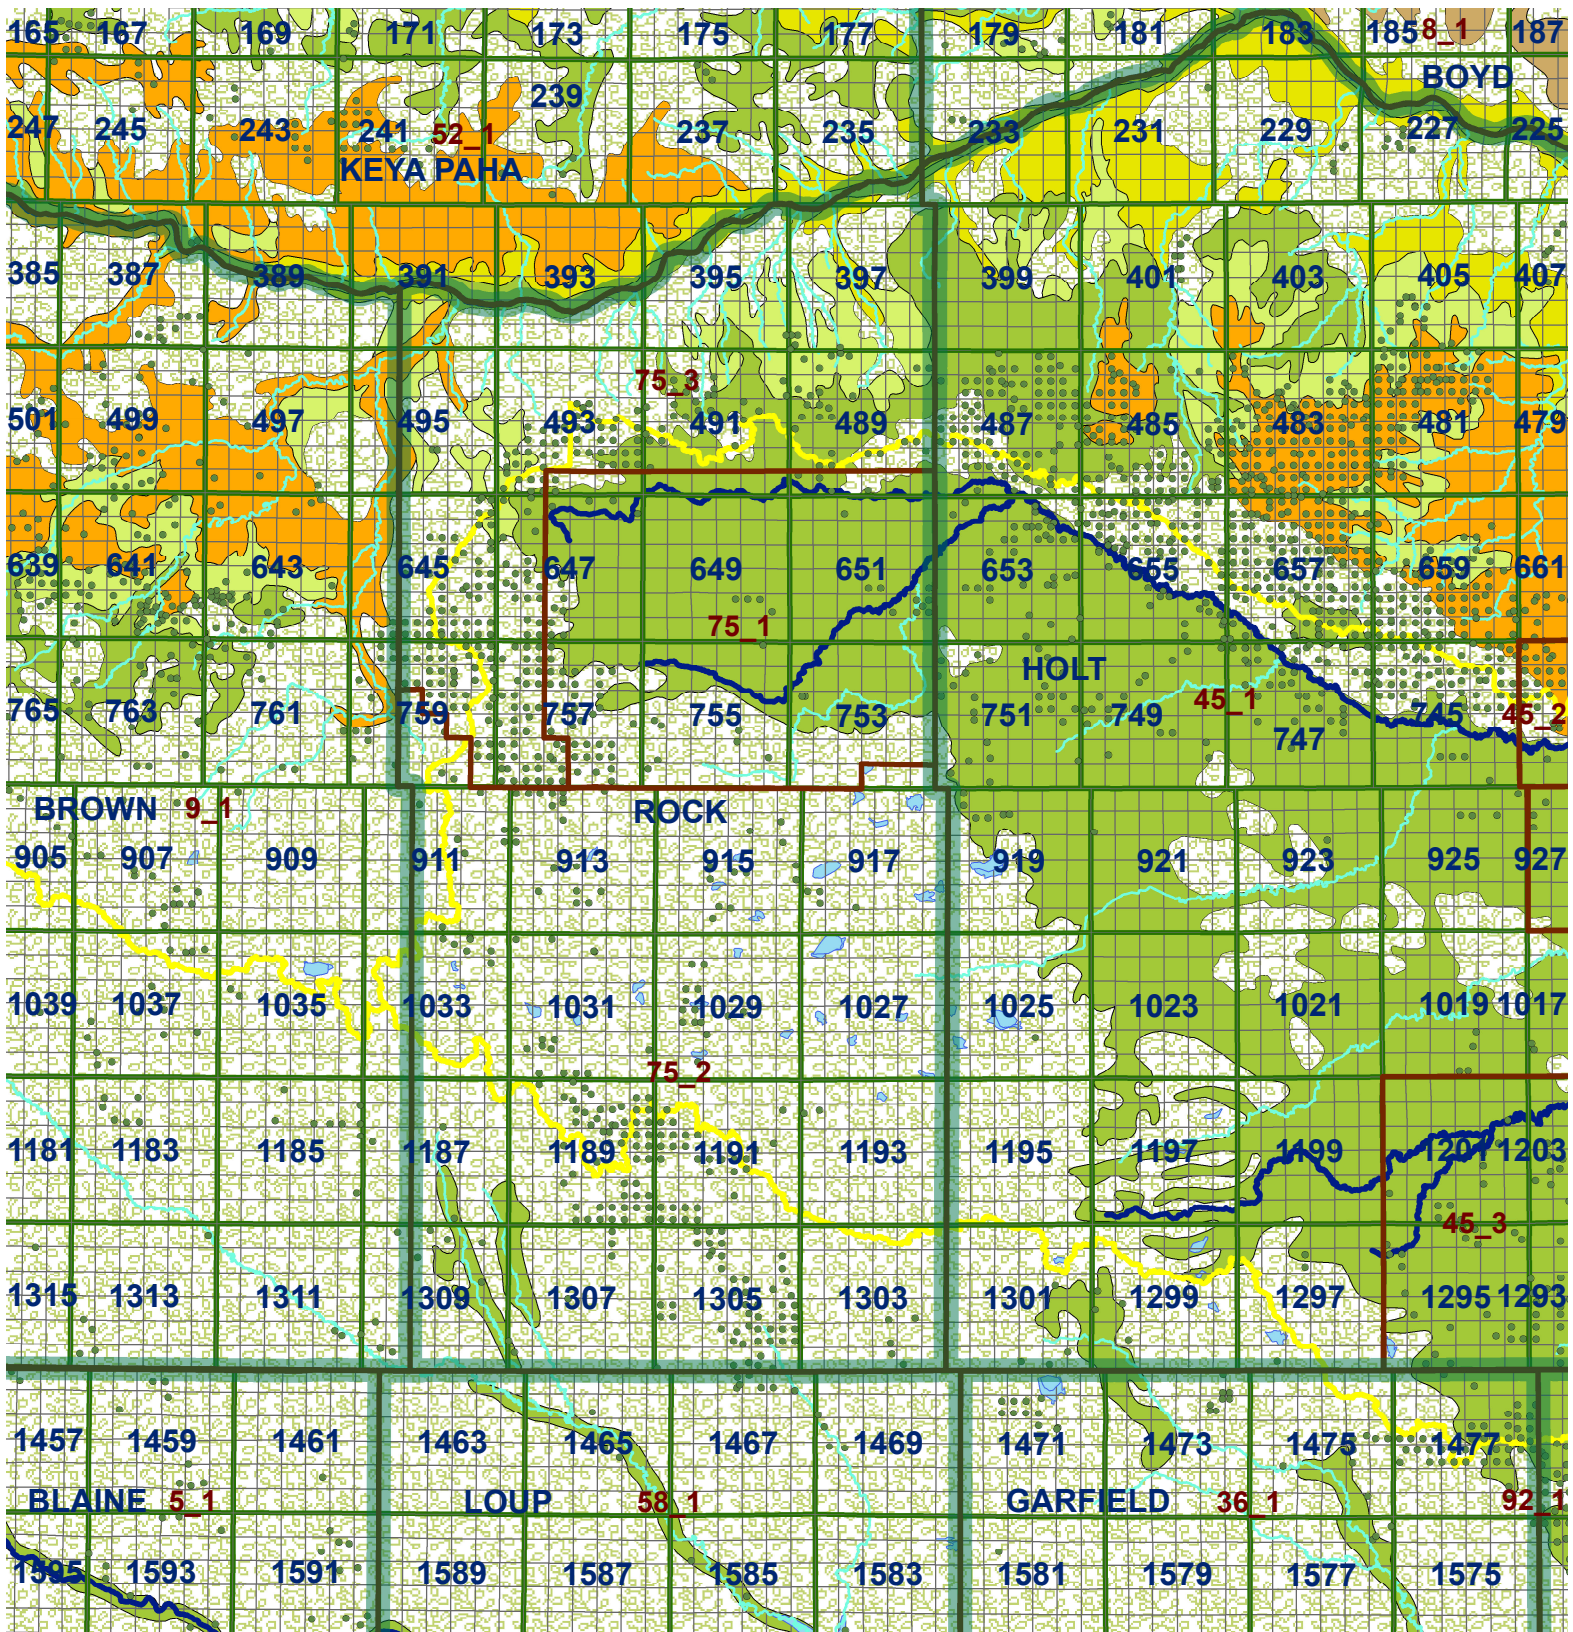 165 167 169 171 173 175 177 179 181 183 185 8_1 187
BOYD
239
247 245 243 241 52_1 237 235 233 231 229 227 225
KEYA PAHA
385 387 389 391 393 395 397 399 401 403 405 407
75_3
501 499 497 495 493 491 489 487 485 483 481 479
639 641 643 645 647 649 651 653 655 657 659 661
75_1
HOLT
765 763 761 759 757 755 753 751 749 45_1 745 45_2
747
BROWN 9_1 ROCK
905 907 909 911 913 915 917 919 921 923 925 927
1039 1037 1035 1033 1031 1029 1027 1025 1023 1021 1019 1017
75_2
1181 1183 1185 1187 1189 1191 1193 1195 1197 1199 1201 1203
45_3
1315 1313 1311 1309 1307 1305 1303 1301 1299 1297 1295 1293
1457 1459 1461 1463 1465 1467 1469 1471 1473 1475 1477
BLAINE 5_1 LOUP 58_1 GARFIELD 36_1 92_1
1595 1593 1591 1589 1587 1585 1583 1581 1579 1577 1575